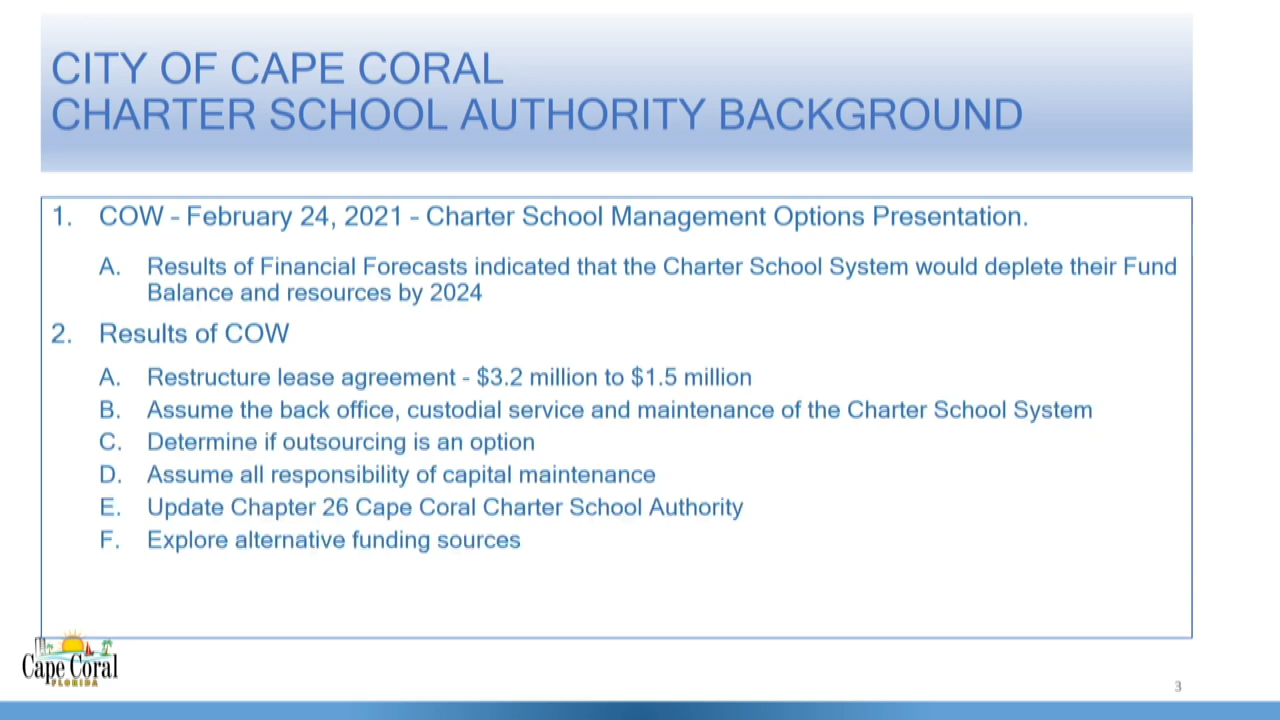 CITY OF CAPE CORAL
CHARTER SCHOOL AUTHORITY BACKGROUND
1. COW - February 24, 2021 - Charter School Management Options Presentation.
A. Results of Financial Forecasts indicated that the Charter School System would deplete their Fund
Balance and resources by 2024
2. Results of COW
A. Restructure lease agreement - $3.2 million to $1.5 million
B. Assume the back office, custodial service and maintenance of the Charter School System
C. Determine if outsourcing is an option
D. Assume all responsibility of capital maintenance
E. Update Chapter 26 Cape Coral Charter School Authority
F. Explore alternative funding sources
Cape Coral
FLORIDA
3